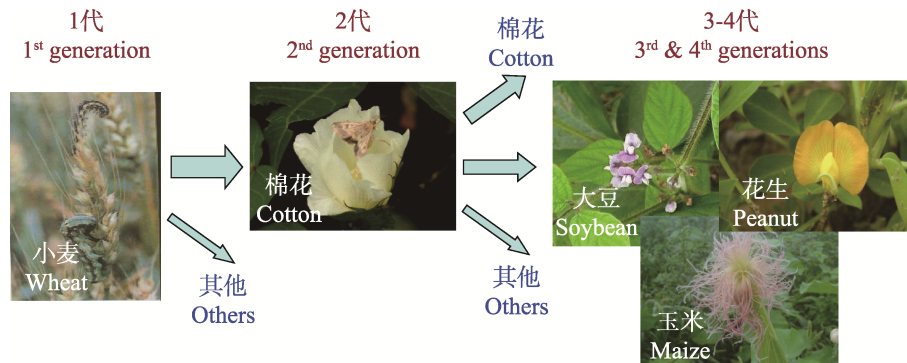 1代
1st generation
2代
2nd generation
棉花
Cotton
3-4代
3rd & 4th generations
小麦
Wheat
其他
Others
棉花
Cotton
其他
Others
大豆
Soybean
花生
Peanut
玉米
Maize